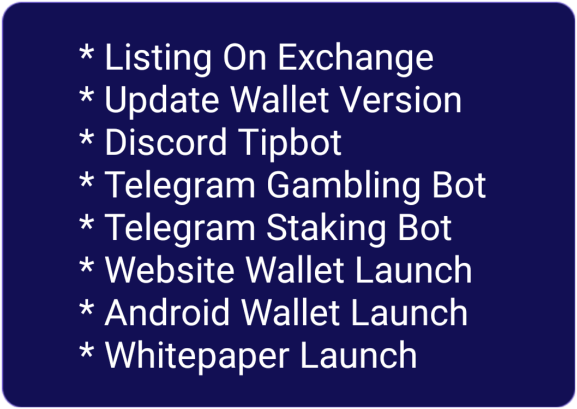 * Listing On Exchange
* Update Wallet Version
* Discord Tipbot
* Telegram Gambling Bot
* Telegram Staking Bot
* Website Wallet Launch
* Android Wallet Launch
* Whitepaper Launch